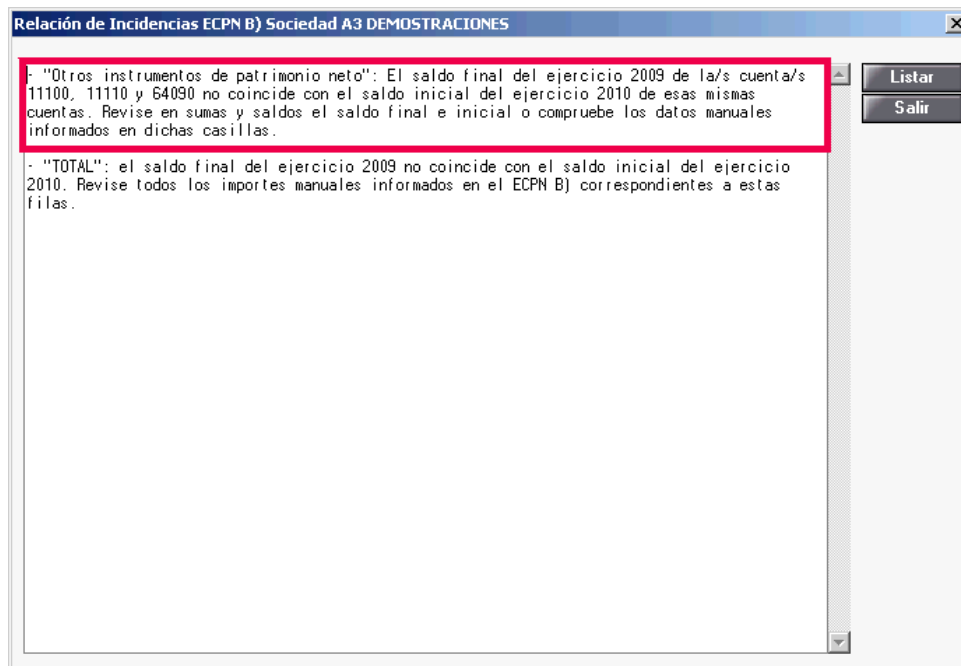 Relación de Incidencias ECPN B) Sociedad A3 DEMOSTRACIONES
- "Otros instrumentos de patrimonio neto": El saldo final del ejercicio 2009 de la/s cuenta/s
11100, 11110 y 64090 no coincide con el saldo inicial del ejercicio 2010 de esas mismas
cuentas. Revise en sumas y saldos el saldo final e inicial o compruebe los datos manuales
informados en dichas casillas.
- "TOTAL": el saldo final del ejercicio 2009 no coincide con el saldo inicial del ejercicio
2010. Revise todos los importes manuales informados en el ECPN B) correspondientes a estas
filas.
Listar
Salir